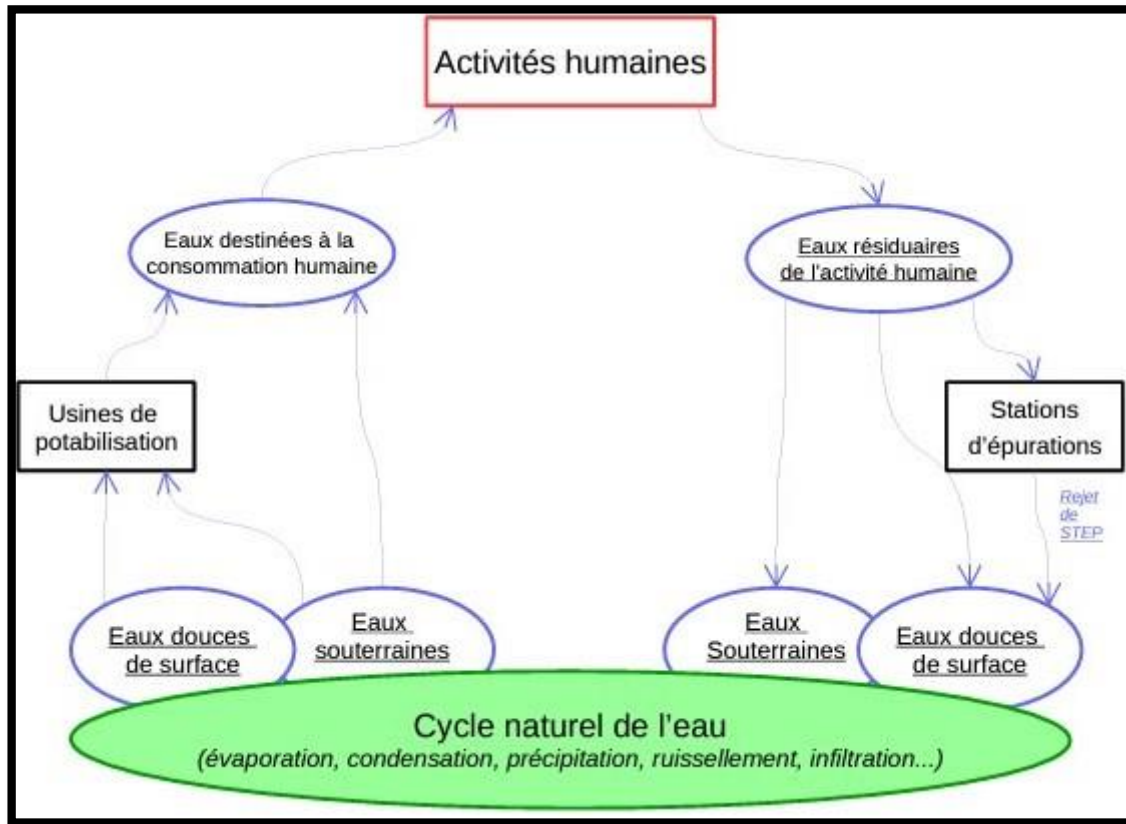 Activités humaines
Eaux destinées à la
consommation humaine
Eaux résiduaires
de l'activité humaine
Usines de
potabilisation
Stations
d'épurations
Rejet
de
STEP
Eaux douces
de surface
Eaux
souterraines
Eaux
Souterraines
Eaux douces
de surface
Cycle naturel de l'eau
(évaporation, condensation, précipitation, ruissellement, infiltration...)